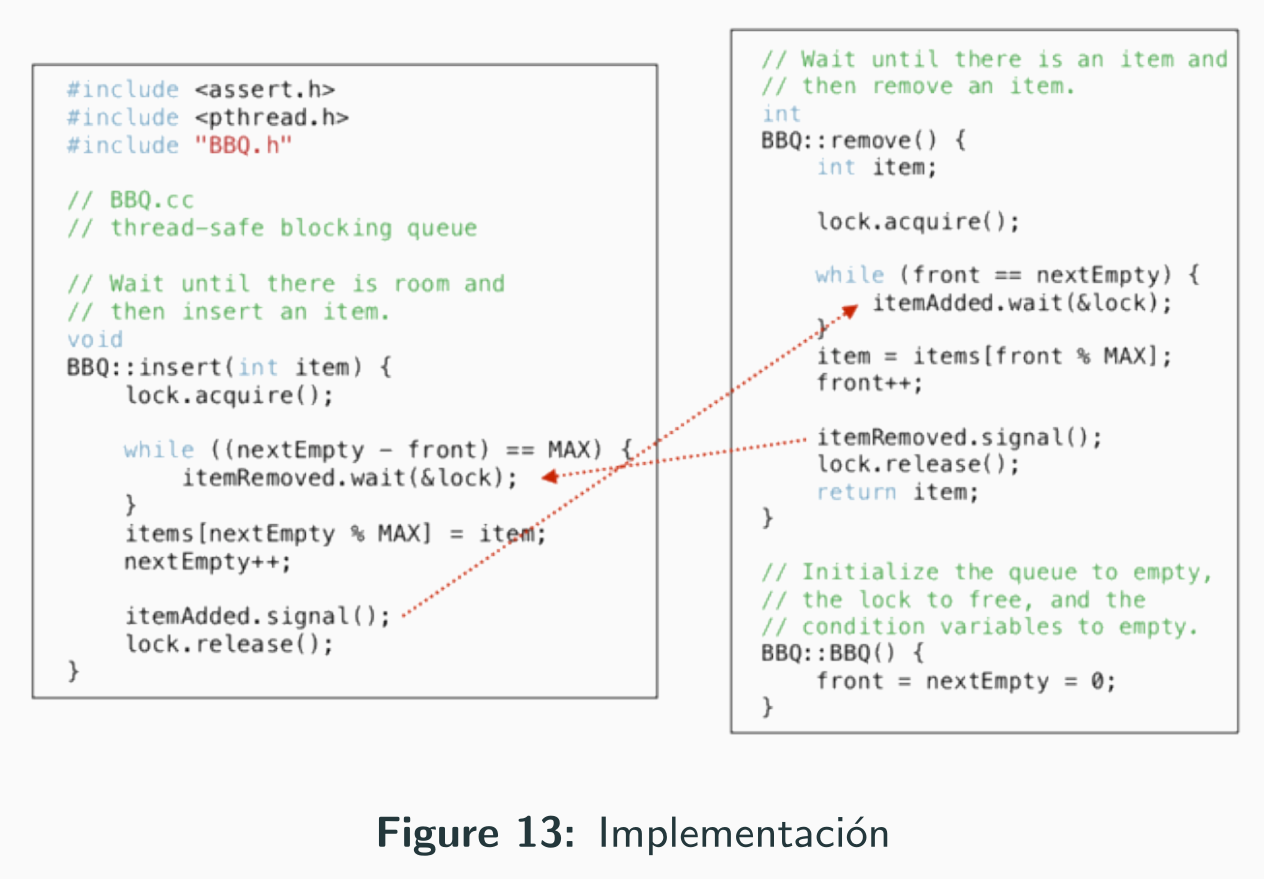 #include <assert.h>
#include <pthread.h>
#include "BBQ.h"

// BBQ.cc
// thread-safe blocking queue

// Wait until there is room and
// then insert an item.
void
BBQ::insert(int item) {
    lock.acquire();

    while ((nextEmpty - front) == MAX) {
        itemRemoved.wait(&lock);
    }
    items[nextEmpty % MAX] = item;
    nextEmpty++;

    itemAdded.signal();
    lock.release();
}

// Wait until there is an item and
// then remove an item.
int
BBQ::remove() {
    int item;

    lock.acquire();

    while (front == nextEmpty) {
        itemAdded.wait(&lock);
    }
    item = items[front % MAX];
    front++;

    itemRemoved.signal();
    lock.release();
    return item;
}

// Initialize the queue to empty,
// the lock to free, and the
// condition variables to empty.
BBQ::BBQ() {
    front = nextEmpty = 0;
}

Figure 13: Implementación